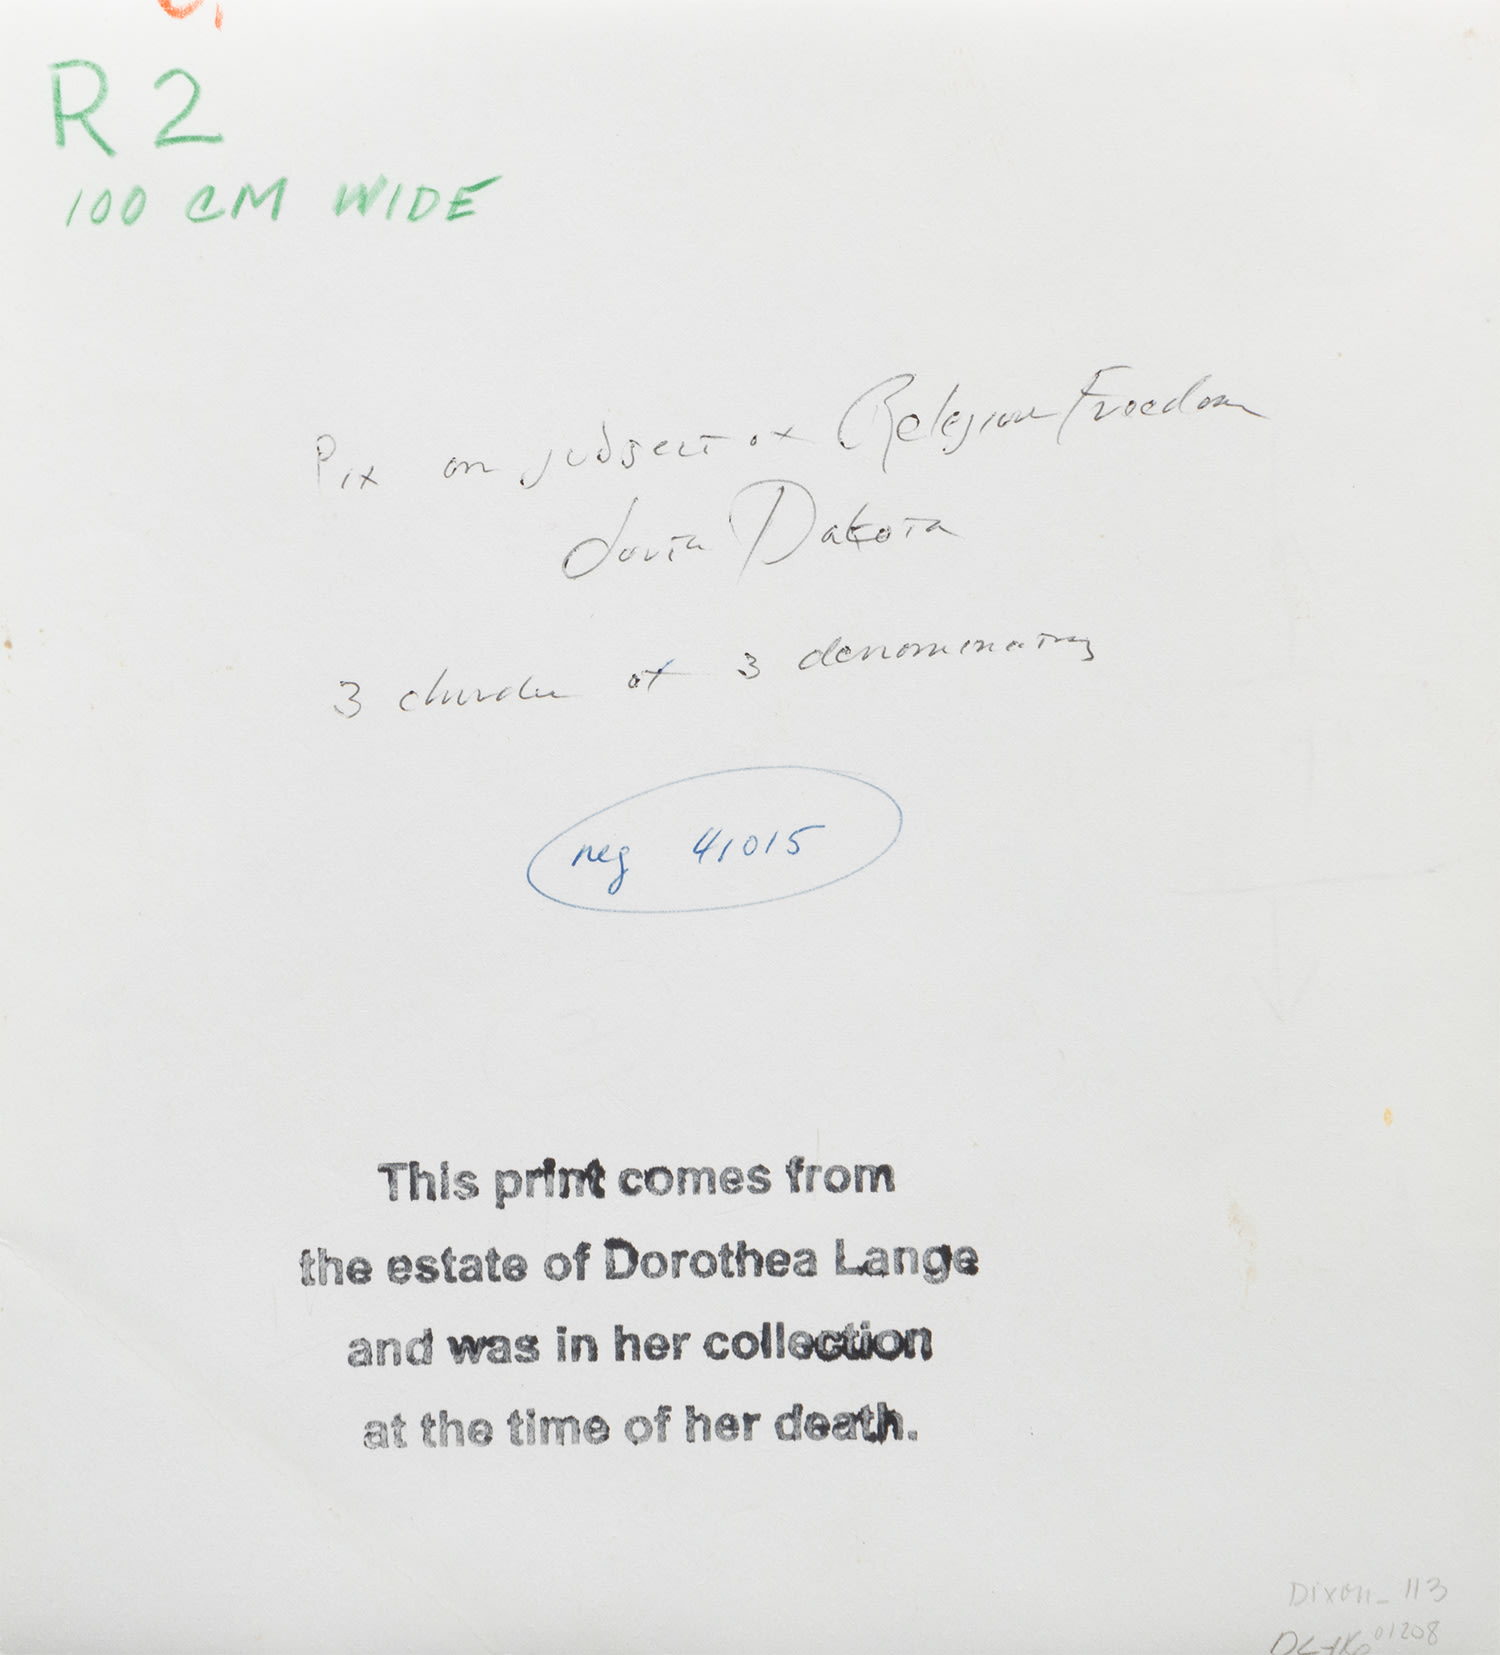 R 2
100 CM WIDE
Pix on subject of Religious Freedom
South Dakota
3 churches of 3 denominations
neg 41015
This print comes from
the estate of Dorothea Lange
and was in her collection
at the time of her death.
Dixon_113
01208